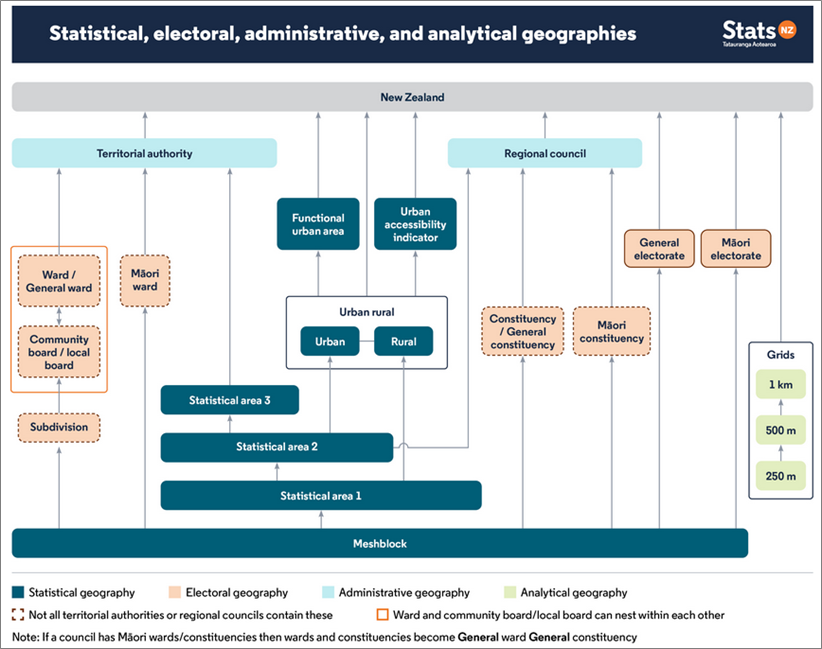 Statistical, electoral, administrative, and analytical geographies
Stats NZ
Tatauranga Aotearoa
New Zealand
Territorial authority
Regional council
Functional
urban area
Urban
accessibility
indicator
General
electorate
Māori
electorate
Ward /
General ward
Māori
ward
Community
board / local
board
Subdivision
Urban rural
Urban
Rural
Constituency
/ General
constituency
Māori
constituency
Grids
1 km
500 m
250 m
Statistical area 3
Statistical area 2
Statistical area 1
Meshblock
Statistical geography
Electoral geography
Administrative geography
Analytical geography
Not all territorial authorities or regional councils contain these
Ward and community board/local board can nest within each other
Note: If a council has Māori wards/constituencies then wards and constituencies become General ward General constituency